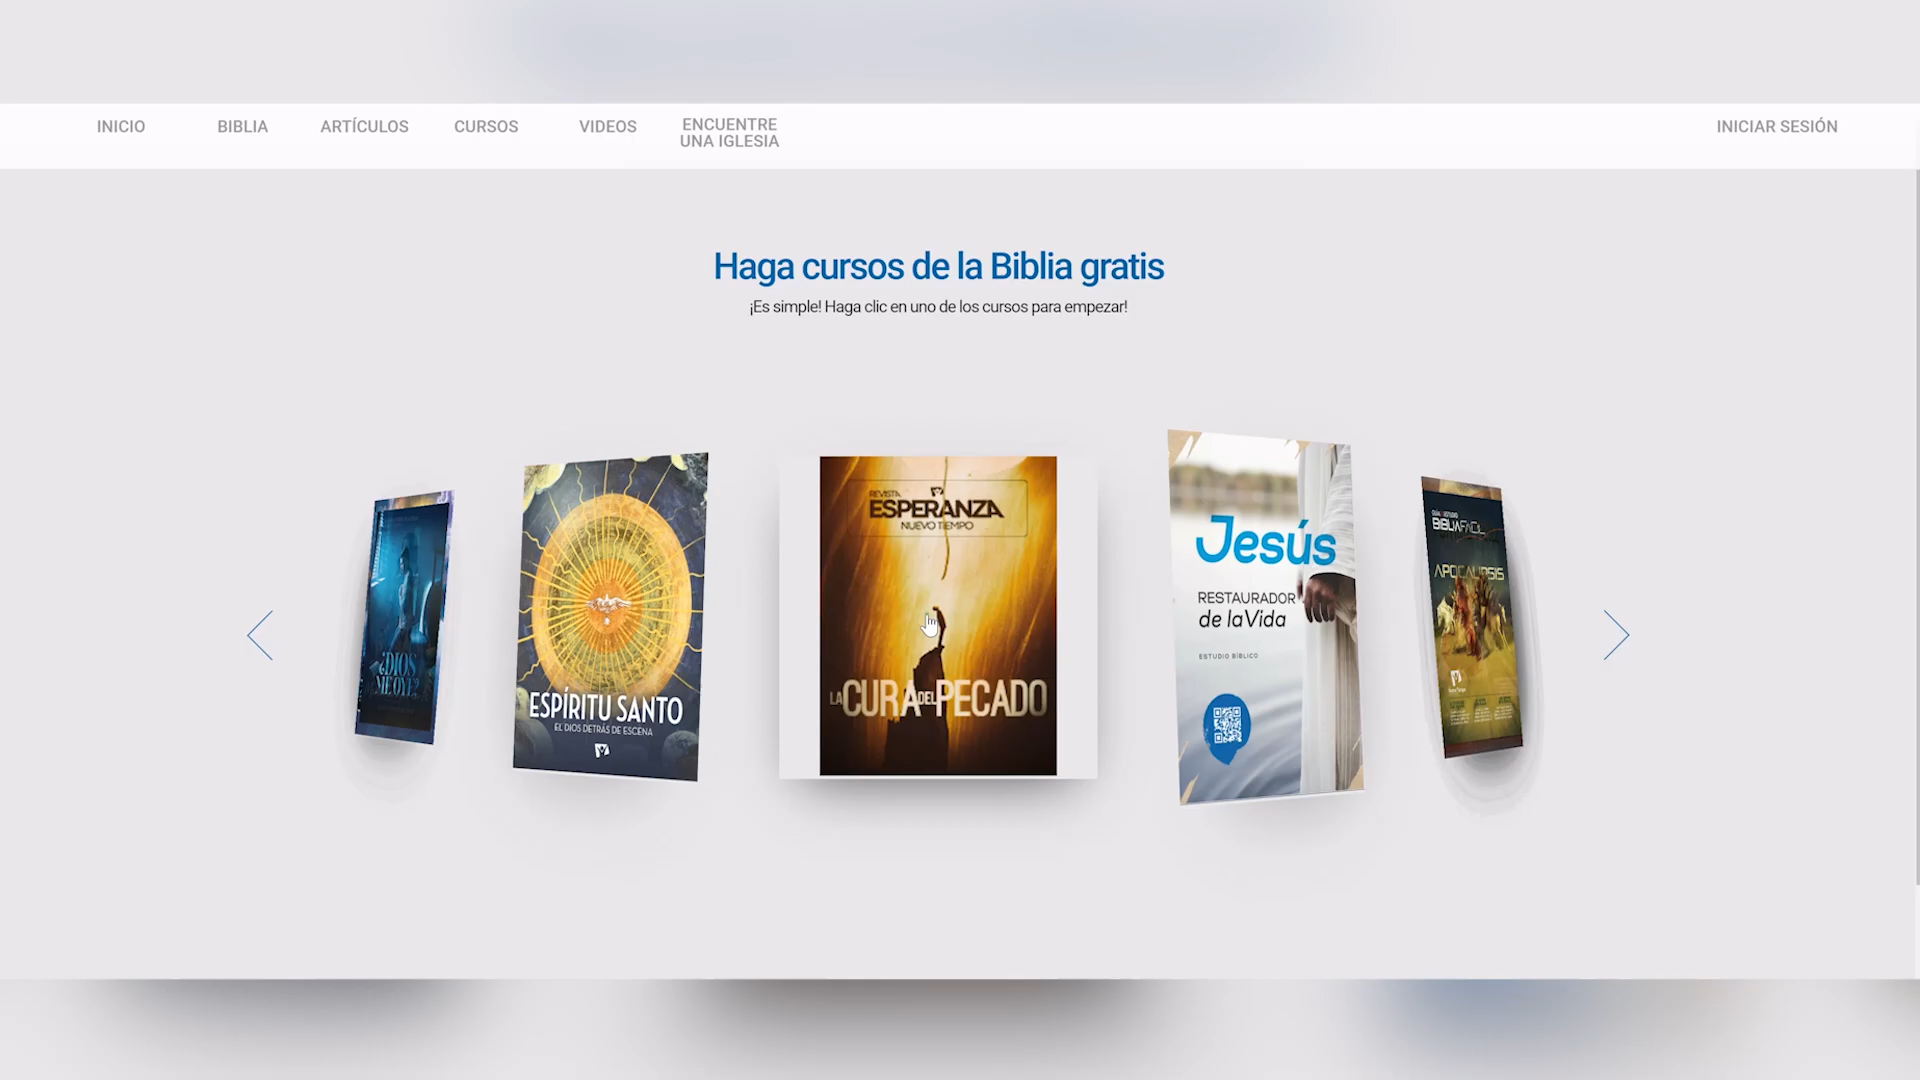 INICIO
BIBLIA
ARTÍCULOS
CURSOS
VIDEOS
ENCUENTRE
UNA IGLESIA
INICIAR SESIÓN
Haga cursos de la Biblia gratis
¡Es simple! Haga clic en uno de los cursos para empezar!
¿DIOS
ME OYE?
ESPÍRITU SANTO
EL DIOS DETRÁS DE ESCENA
REVISTA
ESPERANZA
NUEVO TIEMPO
LA CURA DEL PECADO
Jesús
RESTAURADOR
de la Vida
ESTUDIO BÍBLICO
BIBLIA FÁCIL
APOCALIPSIS